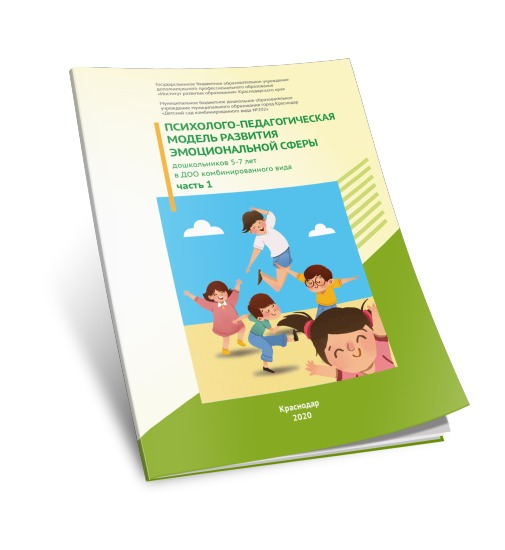 Государственное бюджетное образовательное учреждение
дополнительного профессионального образования
«Институт развития образования» Краснодарского края
Муниципальное бюджетное дошкольное образовательное
учреждение муниципального образования город Краснодар
«Детский сад комбинированного вида №202»
ПСИХОЛОГО-ПЕДАГОГИЧЕСКАЯ
МОДЕЛЬ РАЗВИТИЯ
ЭМОЦИОНАЛЬНОЙ СФЕРЫ
дошкольников 5-7 лет
в ДОО комбинированного вида
часть 1
Краснодар
2020